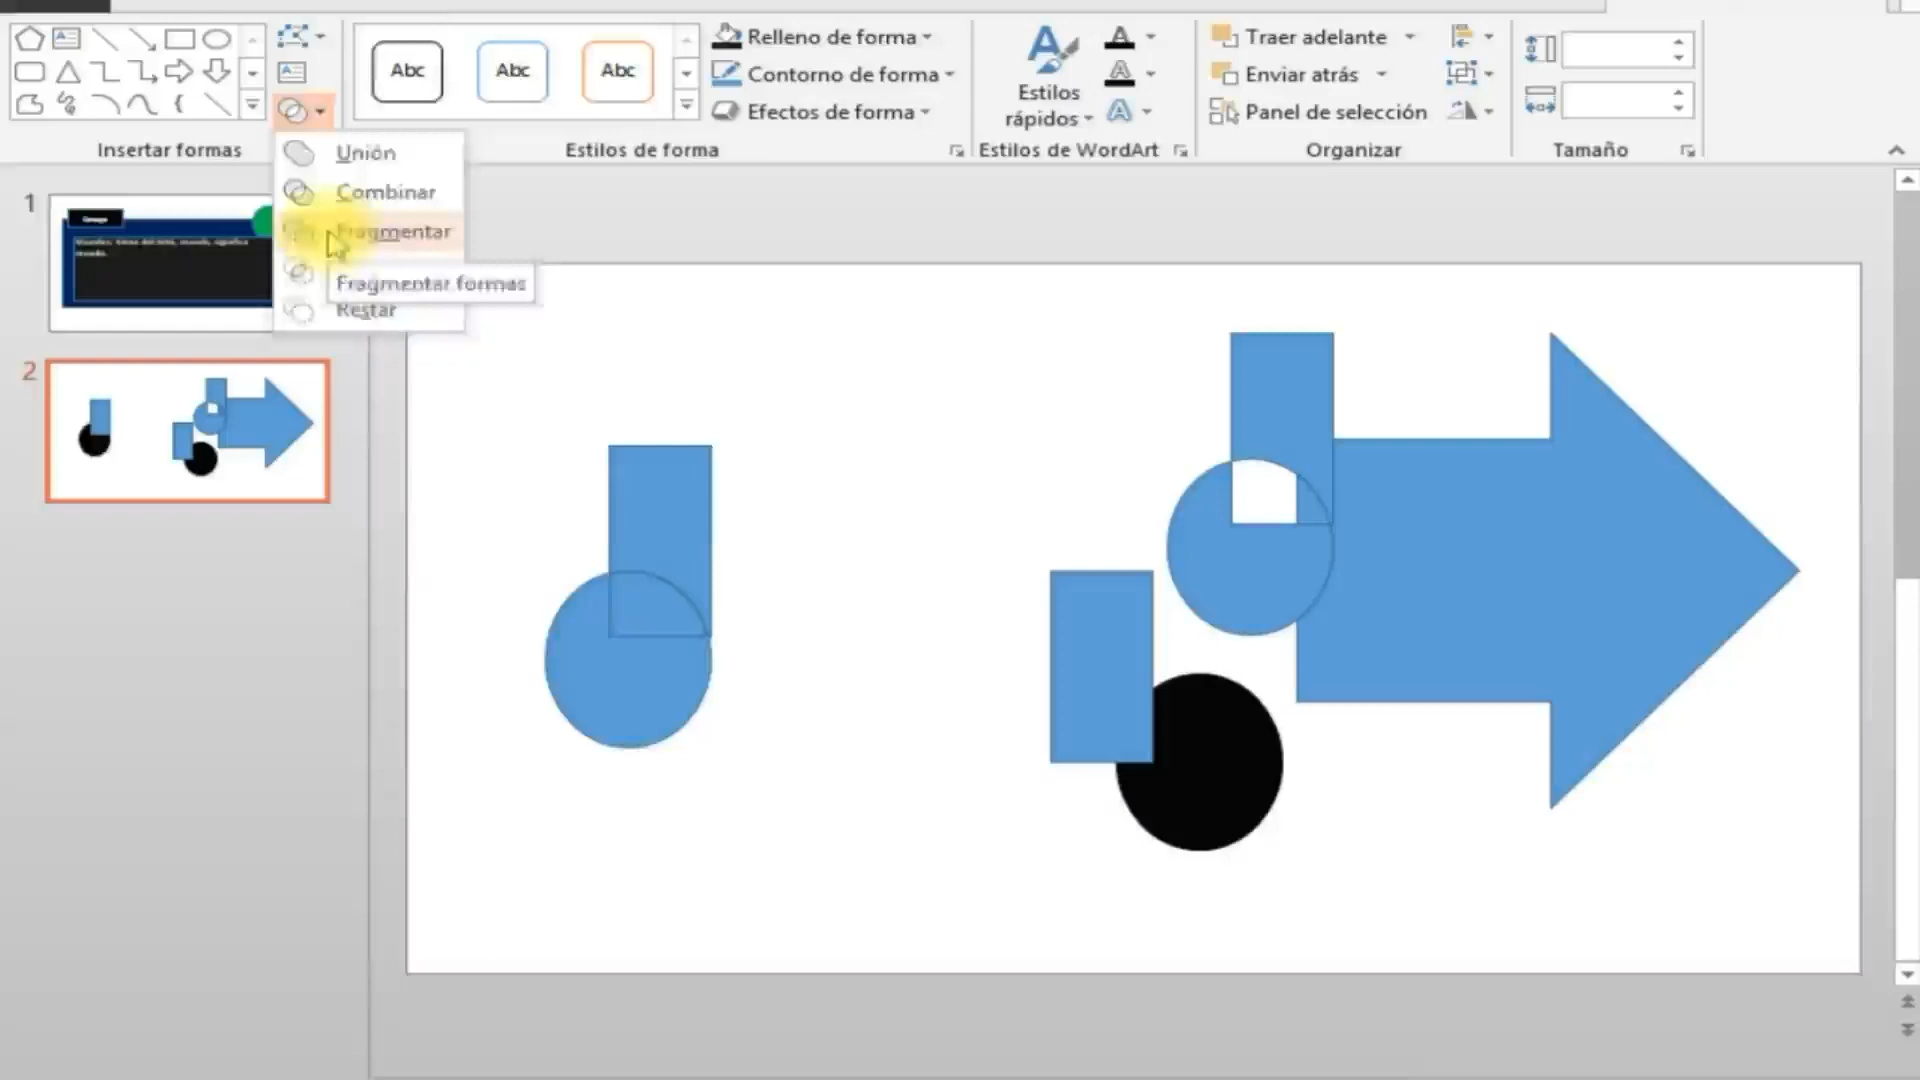 Abc
Abc
Abc
Relleno de forma
Contorno de forma
Efectos de forma
Estilos
rápidos
Traer adelante
Enviar atrás
Panel de selección
Insertar formas
Estilos de forma
Estilos de WordArt
Organizar
Tamaño
Unión
Combinar
Fragmentar
Fragmentar formas
Restar
1
2